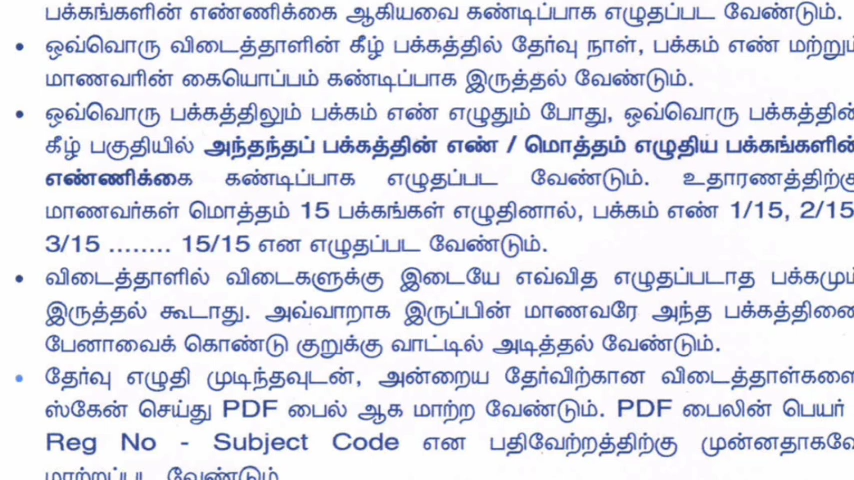 பக்கங்களின் எண்ணிக்கை ஆகியவை கண்டிப்பாக எழுதப்பட வேண்டும்.
• ஒவ்வொரு விடைத்தாளின் கீழ் பக்கத்தில் தேர்வு நாள், பக்கம் எண் மற்றும்
மாணவரின் கையொப்பம் கண்டிப்பாக இருத்தல் வேண்டும்.
• ஒவ்வொரு பக்கத்திலும் பக்கம் எண் எழுதும் போது, ஒவ்வொரு பக்கத்தின்
கீழ் பகுதியில் அந்தந்தப் பக்கத்தின் எண் / மொத்தம் எழுதிய பக்கங்களின்
எண்ணிக்கை கண்டிப்பாக எழுதப்பட வேண்டும். உதாரணத்திற்கு
மாணவர்கள் மொத்தம் 15 பக்கங்கள் எழுதினால், பக்கம் எண் 1/15, 2/15
3/15 ........ 15/15 என எழுதப்பட வேண்டும்.
• விடைத்தாளில் விடைகளுக்கு இடையே எவ்வித எழுதப்படாத பக்கமும்
இருத்தல் கூடாது. அவ்வாறாக இருப்பின் மாணவரே அந்த பக்கத்தினை
பேனாவைக் கொண்டு குறுக்கு வாட்டில் அடித்தல் வேண்டும்.
• தேர்வு எழுதி முடிந்தவுடன், அன்றைய தேர்விற்கான விடைத்தாள்களை
ஸ்கேன் செய்து PDF பைல் ஆக மாற்ற வேண்டும். PDF பைலின் பெயர்
Reg No - Subject Code என பதிவேற்றத்திற்கு முன்னதாகவே
மாற்றப்பட வேண்டும்